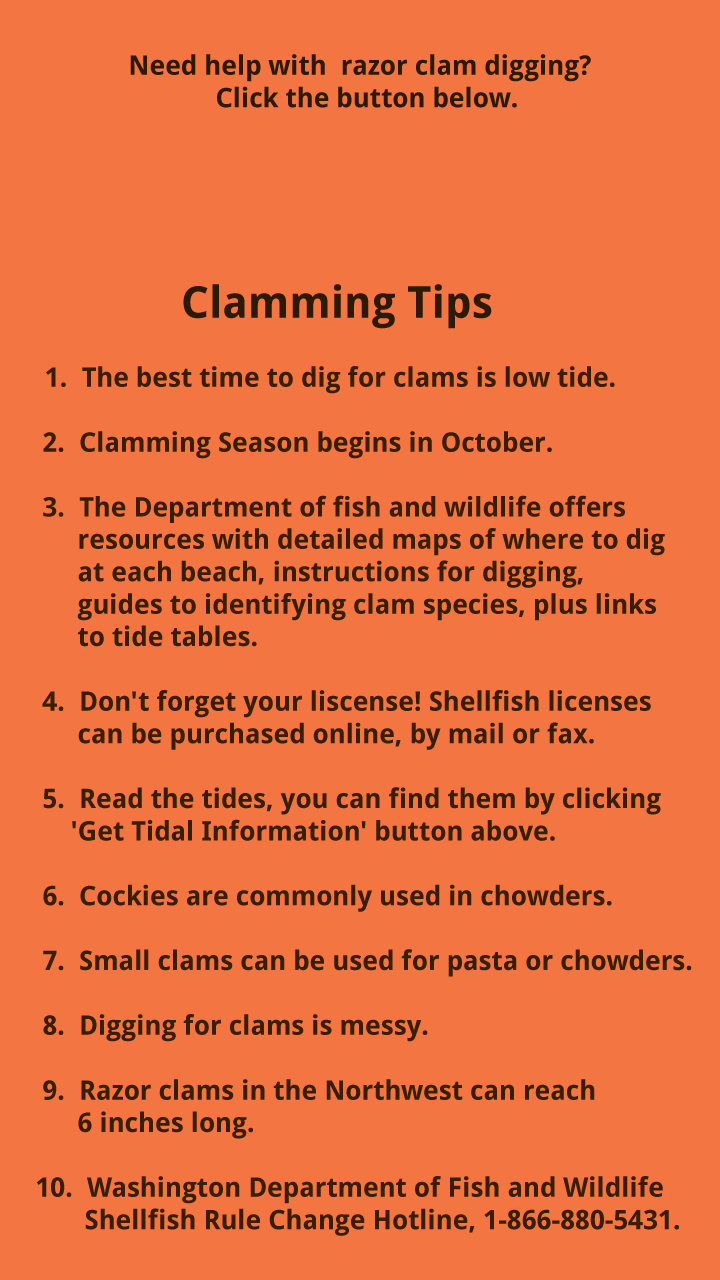 Need help with  razor clam digging?
Click the button below.
Clamming Tips
1.  The best time to dig for clams is low tide.
2.  Clamming Season begins in October.
3.  The Department of fish and wildlife offers
resources with detailed maps of where to dig
at each beach, instructions for digging,
guides to identifying clam species, plus links
to tide tables.
4.  Don't forget your liscense! Shellfish licenses
can be purchased online, by mail or fax.
5.  Read the tides, you can find them by clicking
'Get Tidal Information' button above.
6.  Cockies are commonly used in chowders.
7.  Small clams can be used for pasta or chowders.
8.  Digging for clams is messy.
9.  Razor clams in the Northwest can reach
6 inches long.
10.  Washington Department of Fish and Wildlife
Shellfish Rule Change Hotline, 1-866-880-5431.